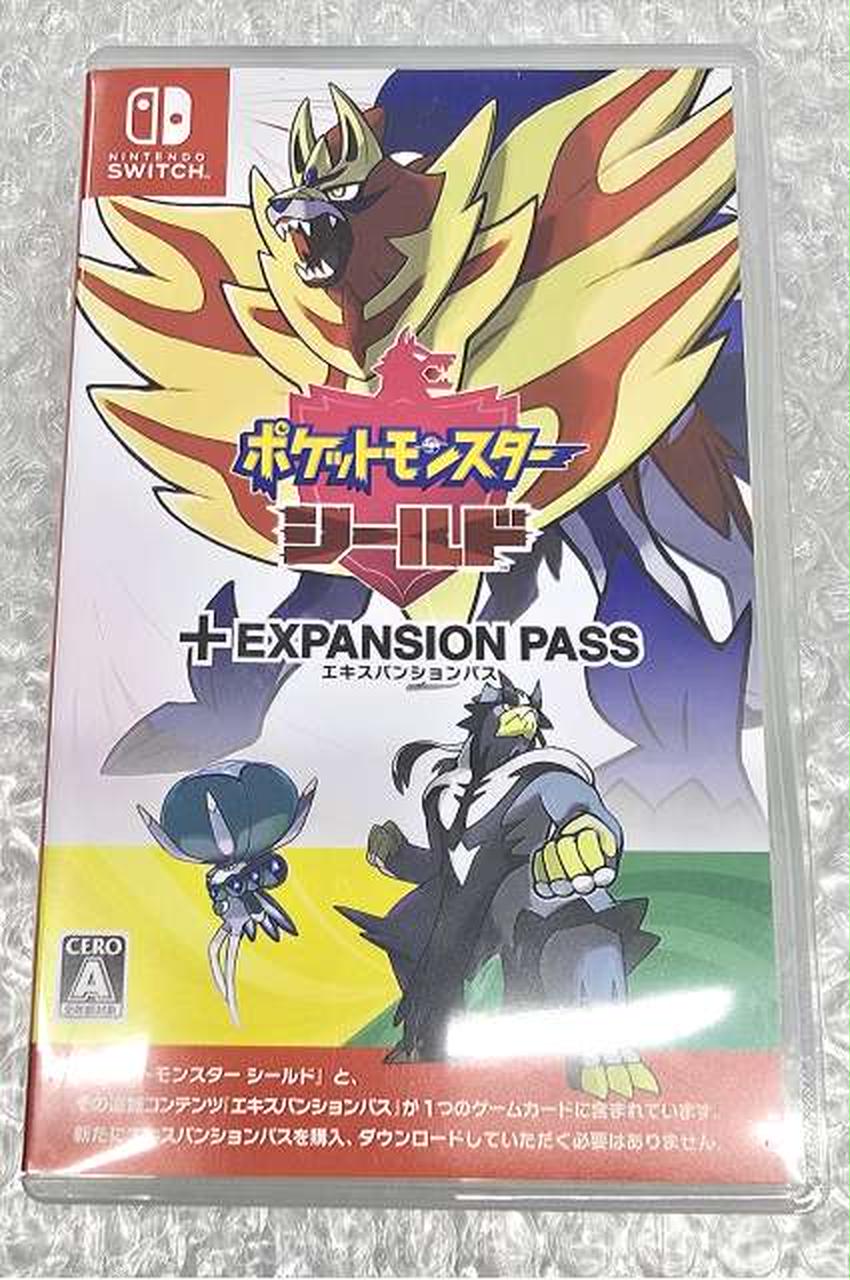 NINTENDO
SWITCH™
ポケットモンスター
シールド
+EXPANSION PASS
エキスパンションパス
CERO
A
モンスター シールド』と、
その追加コンテンツ『エキスパンションパス』が1つのゲームカードに含まれています。
新たにエキスパンションパスを購入、ダウンロードしていただく必要はありません。